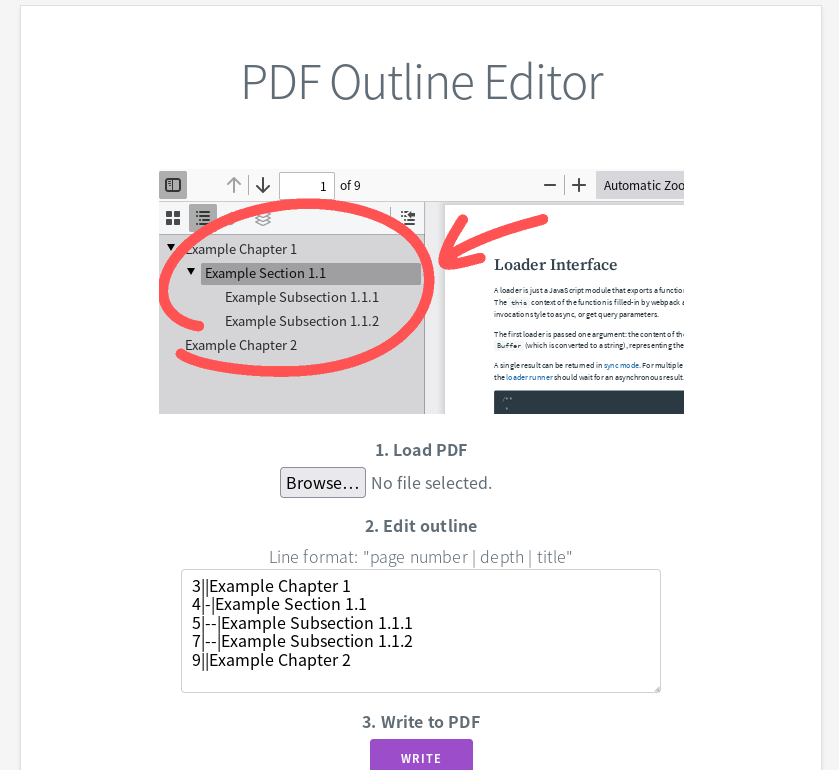 PDF Outline Editor
1 of 9 Automatic Zoo
Example Chapter 1
Example Section 1.1
Example Subsection 1.1.1
Example Subsection 1.1.2
Example Chapter 2
Loader Interface
A loader is just a JavaScript module that exports a function
The this context of the function is filled-in by webpack a
invocation style to async, or get query parameters.
The first loader is passed one argument: the content of the
Buffer (which is converted to a string), representing the
A single result can be returned in sync mode. For multiple
the loader runner should wait for an asynchronous result.
/**
*
1. Load PDF
Browse... No file selected.
2. Edit outline
Line format: "page number | depth | title"
3||Example Chapter 1
4|-|Example Section 1.1
5|--|Example Subsection 1.1.1
7|--|Example Subsection 1.1.2
9||Example Chapter 2
3. Write to PDF
WRITE